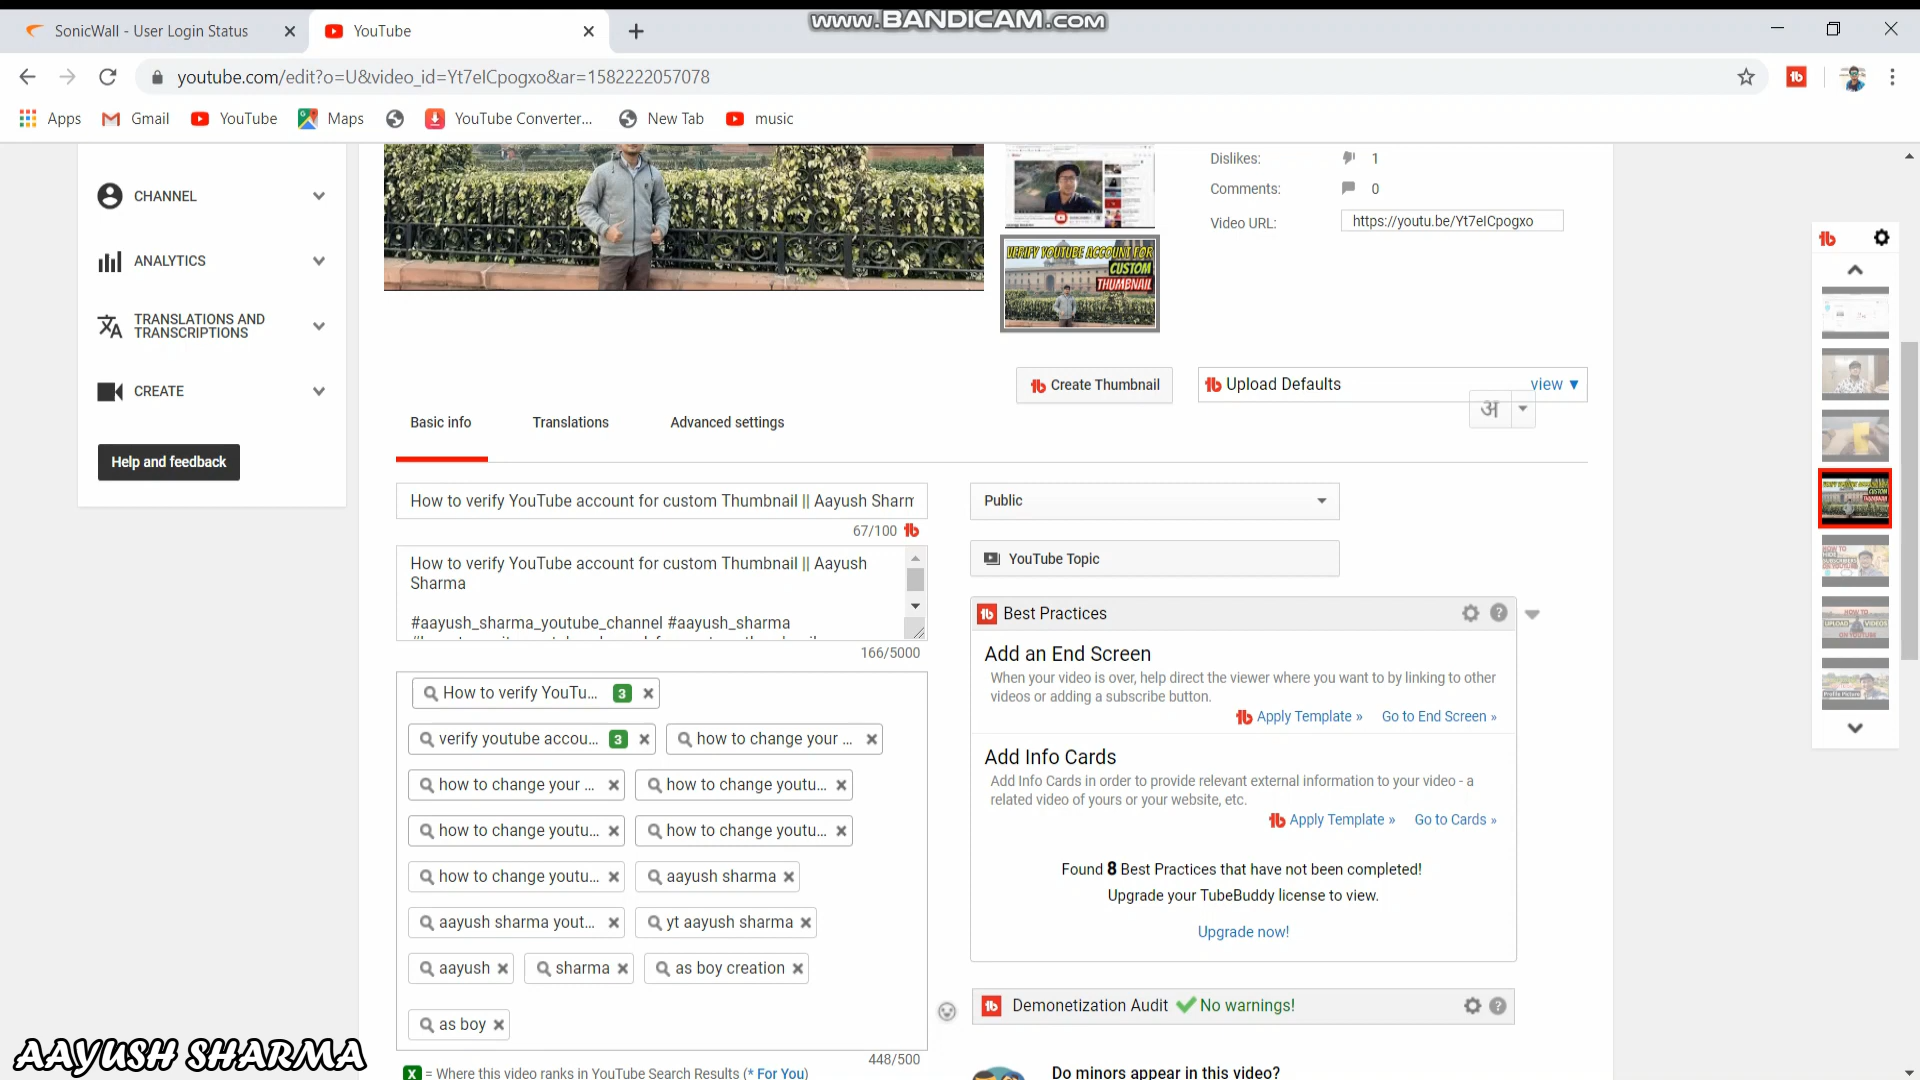 www.BANDICAM.com
SonicWall - User Login Status
YouTube
youtube.com/edit?o=U&video_id=Yt7eICpogxo&ar=1582222057078
Apps
Gmail
YouTube
Maps
YouTube Converter...
New Tab
music
CHANNEL
ANALYTICS
TRANSLATIONS AND
TRANSCRIPTIONS
CREATE
Help and feedback
Dislikes: 1
Comments: 0
Video URL: https://youtu.be/Yt7eICpogxo
VERIFY YOUTUBE ACCOUNT FOR
CUSTOM
THUMBNAIL
Create Thumbnail
Upload Defaults
view
अ
Basic info
Translations
Advanced settings
How to verify YouTube account for custom Thumbnail || Aayush Sharm
67/100
How to verify YouTube account for custom Thumbnail || Aayush
Sharma
#aayush_sharma_youtube_channel #aayush_sharma
166/5000
How to verify YouTu... 3
verify youtube accou... 3
how to change your ...
how to change your ...
how to change youtu...
how to change youtu...
how to change youtu...
how to change youtu...
aayush sharma
aayush sharma yout...
yt aayush sharma
aayush
sharma
as boy creation
as boy
448/500
X = Where this video ranks in YouTube Search Results (* For You)
Public
YouTube Topic
Best Practices
Add an End Screen
When your video is over, help direct the viewer where you want to by linking to other
videos or adding a subscribe button.
Apply Template »
Go to End Screen »
Add Info Cards
Add Info Cards in order to provide relevant external information to your video - a
related video of yours or your website, etc.
Apply Template »
Go to Cards »
Found 8 Best Practices that have not been completed!
Upgrade your TubeBuddy license to view.
Upgrade now!
Demonetization Audit
No warnings!
Do minors appear in this video?
AAYUSH SHARMA